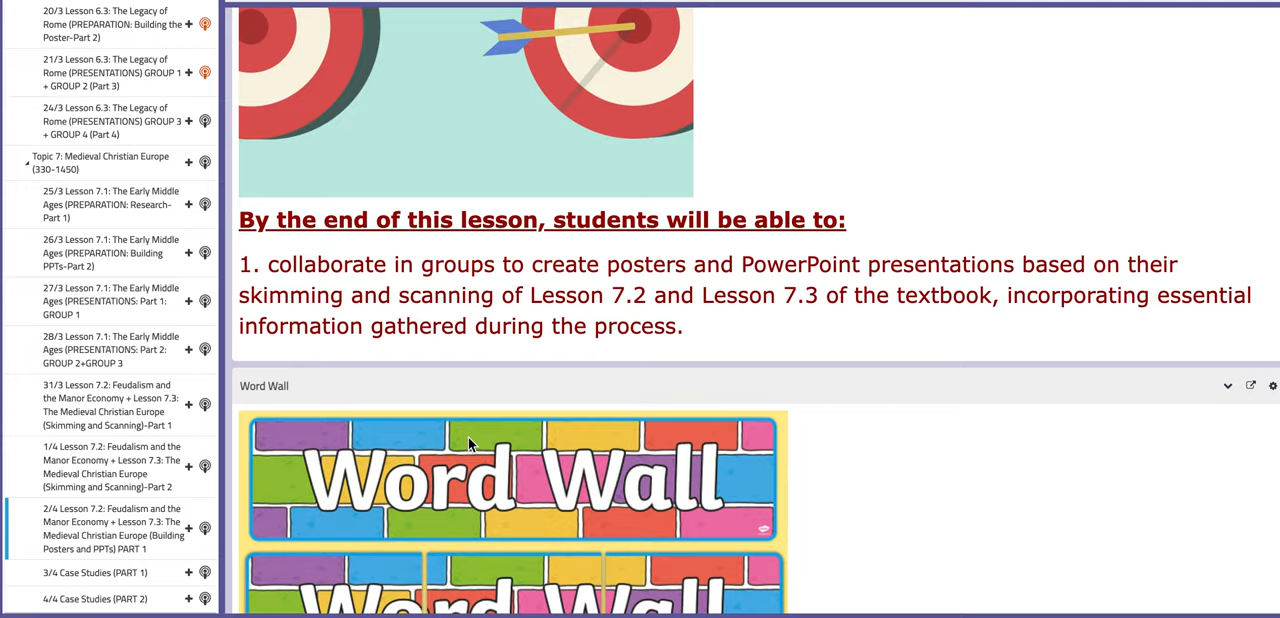 20/3 Lesson 6.3: The Legacy of
Rome (PREPARATION: Building the
Poster-Part 2)
21/3 Lesson 6.3: The Legacy of
Rome (PRESENTATIONS) GROUP 1
+ GROUP 2 (Part 3)
24/3 Lesson 6.3: The Legacy of
Rome (PRESENTATIONS) GROUP 3
+ GROUP 4 (Part 4)
Topic 7: Medieval Christian Europe
(330-1450)
25/3 Lesson 7.1: The Early Middle
Ages (PREPARATION: Research-
Part 1)
26/3 Lesson 7.1: The Early Middle
Ages (PREPARATION: Building
PPTs-Part 2)
27/3 Lesson 7.1: The Early Middle
Ages (PRESENTATIONS: Part 1:
GROUP 1
28/3 Lesson 7.1: The Early Middle
Ages (PRESENTATIONS: Part 2:
GROUP 2+GROUP 3
31/3 Lesson 7.2: Feudalism and
the Manor Economy + Lesson 7.3:
The Medieval Christian Europe
(Skimming and Scanning)-Part 1
1/4 Lesson 7.2: Feudalism and the
Manor Economy + Lesson 7.3: The
Medieval Christian Europe
(Skimming and Scanning)-Part 2
2/4 Lesson 7.2: Feudalism and the
Manor Economy + Lesson 7.3: The
Medieval Christian Europe (Building
Posters and PPTs) PART 1
3/4 Case Studies (PART 1)
4/4 Case Studies (PART 2)
By the end of this lesson, students will be able to:
1. collaborate in groups to create posters and PowerPoint presentations based on their
skimming and scanning of Lesson 7.2 and Lesson 7.3 of the textbook, incorporating essential
information gathered during the process.
Word Wall
Word Wall
Word Wall